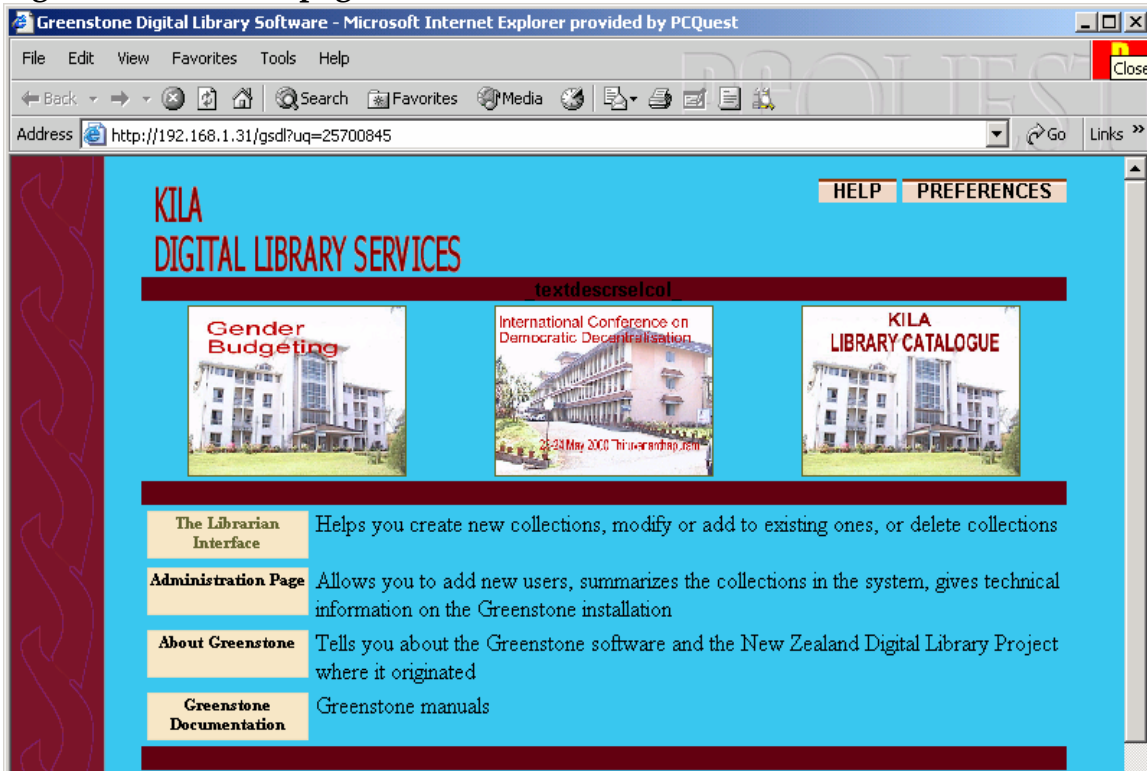 Greenstone Digital Library Software - Microsoft Internet Explorer provided by PCQuest
File Edit View Favorites Tools Help
Close
Back Search Favorites Media
Address http://192.168.1.31/gsdl?uq=25700845 Go Links »
HELP PREFERENCES
KILA
DIGITAL LIBRARY SERVICES
_textdescrselcol_
Gender
Budgeting
International Conference on
Democratic Decentralisation
May 2000
KILA
LIBRARY CATALOGUE
The Librarian
Interface
Helps you create new collections, modify or add to existing ones, or delete collections
Administration Page
Allows you to add new users, summarizes the collections in the system, gives technical
information on the Greenstone installation
About Greenstone
Tells you about the Greenstone software and the New Zealand Digital Library Project
where it originated
Greenstone
Documentation
Greenstone manuals